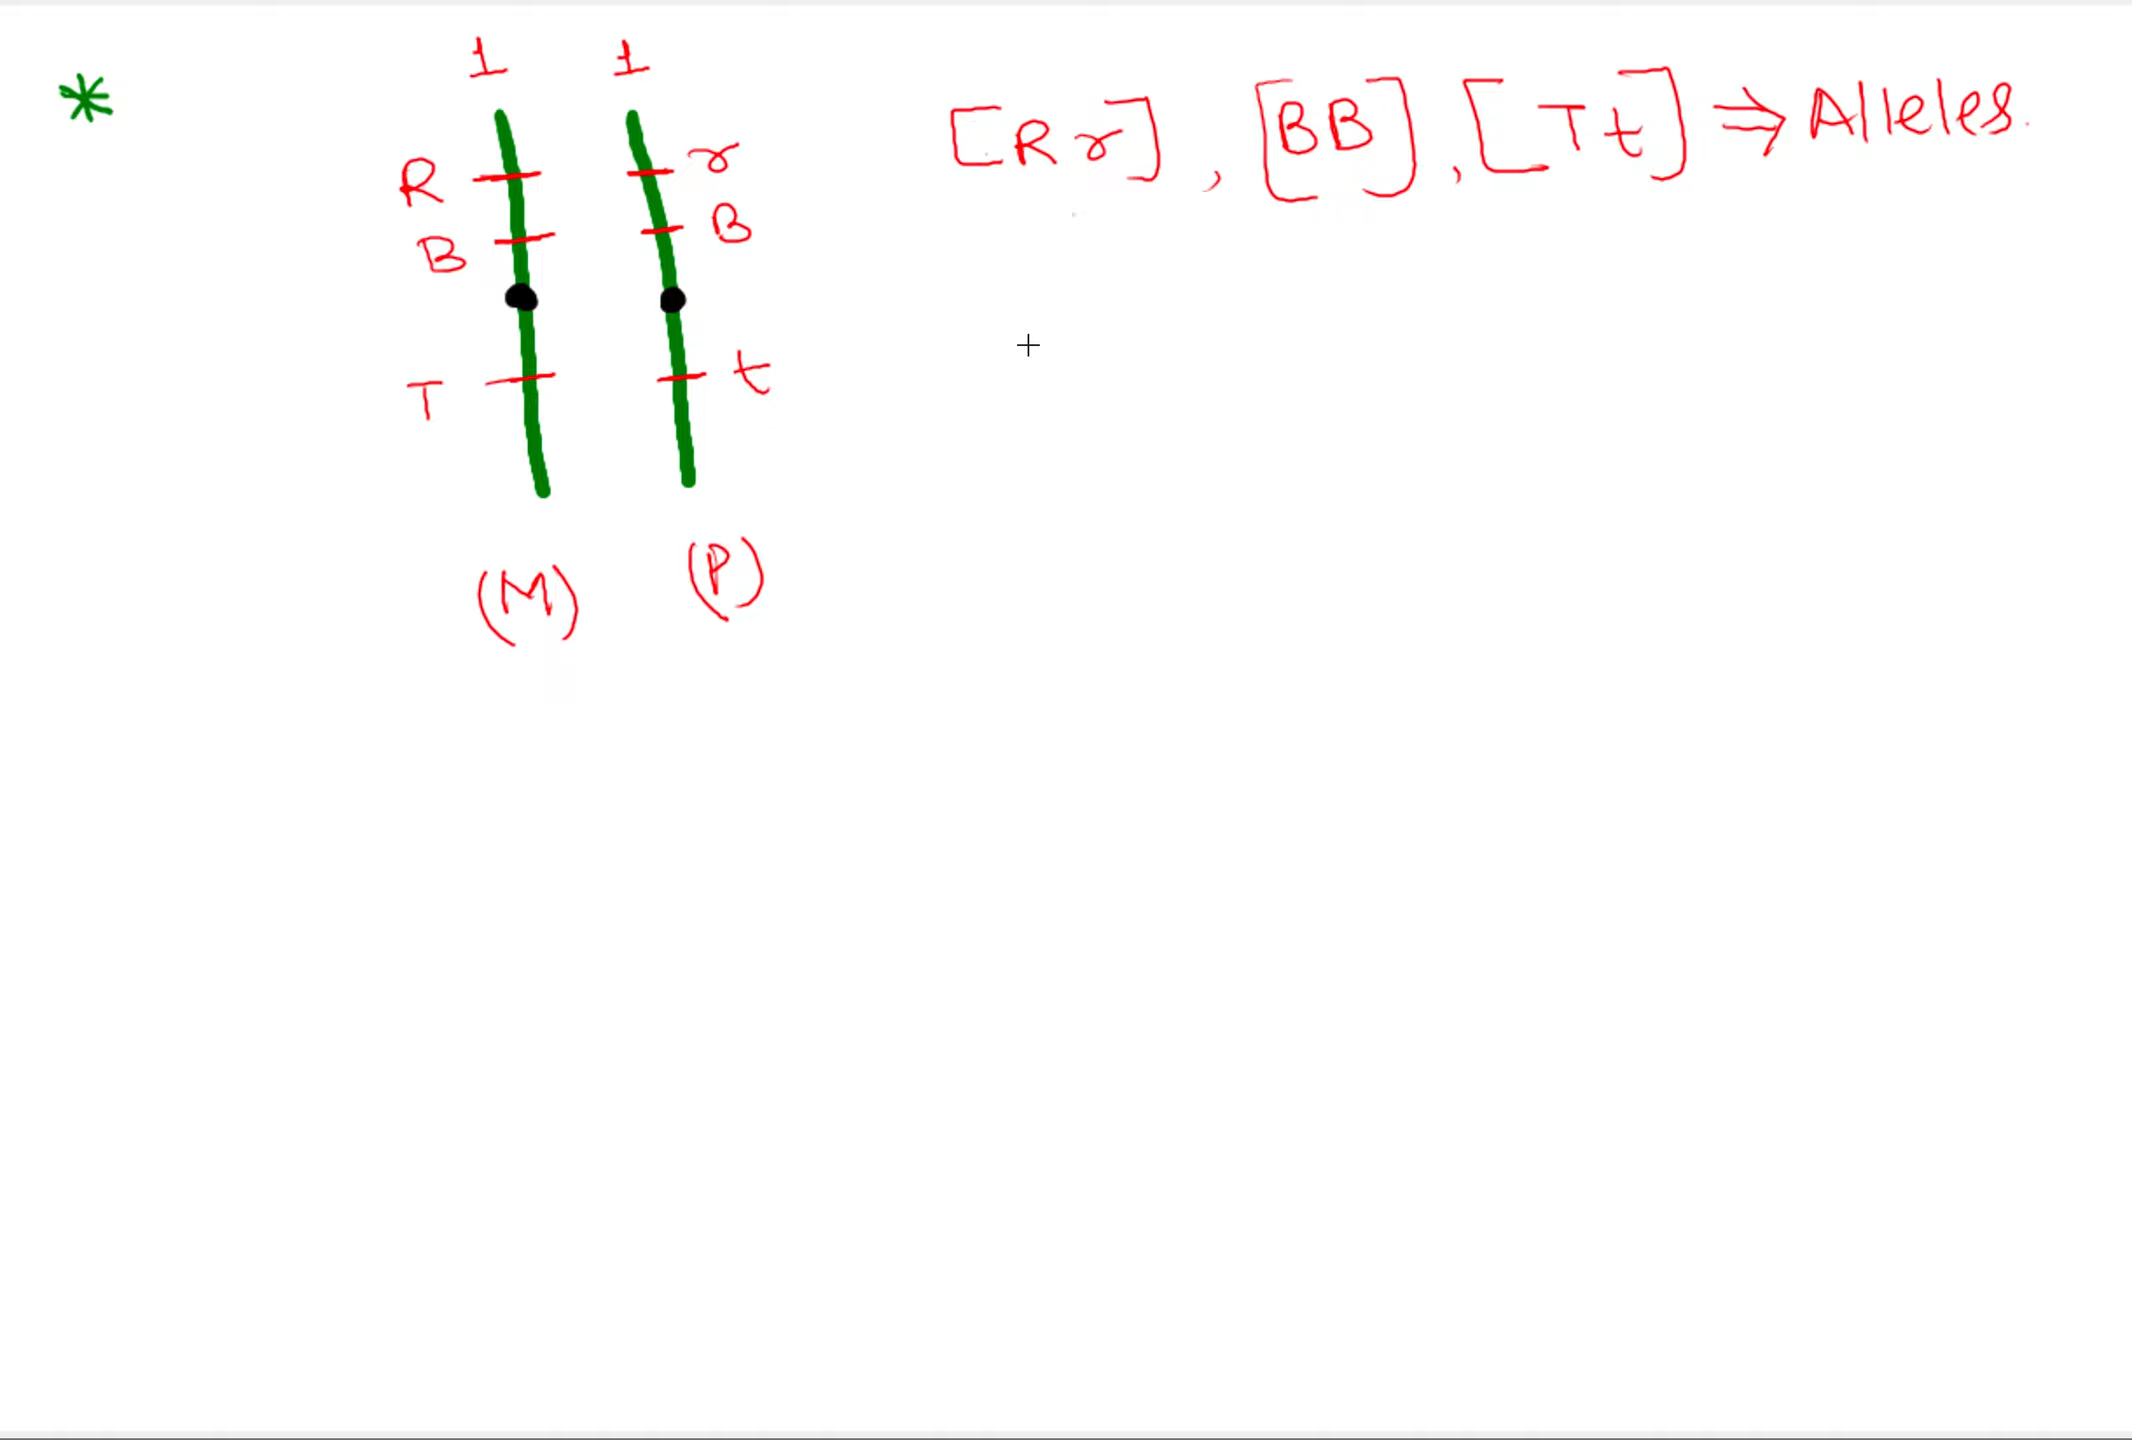 *
1 1
[Rr], [BB], [Tt] ⇒ Alleles.
R r
B B
T t
(M) (P)